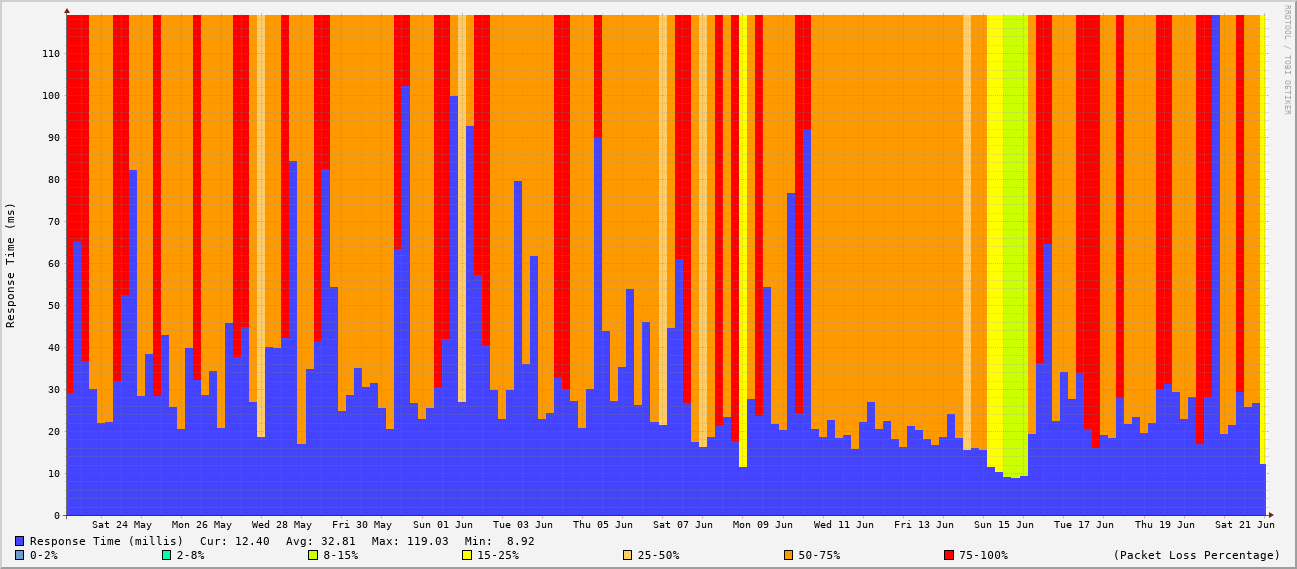 RRDTOOL / TOBI OETIKER
Response Time (ms)
110
100
90
80
70
60
50
40
30
20
10
0
Sat 24 May Mon 26 May Wed 28 May Fri 30 May Sun 01 Jun Tue 03 Jun Thu 05 Jun Sat 07 Jun Mon 09 Jun Wed 11 Jun Fri 13 Jun Sun 15 Jun Tue 17 Jun Thu 19 Jun Sat 21 Jun
Response Time (millis) Cur: 12.40 Avg: 32.81 Max: 119.03 Min: 8.92
0-2% 2-8% 8-15% 15-25% 25-50% 50-75% 75-100% (Packet Loss Percentage)